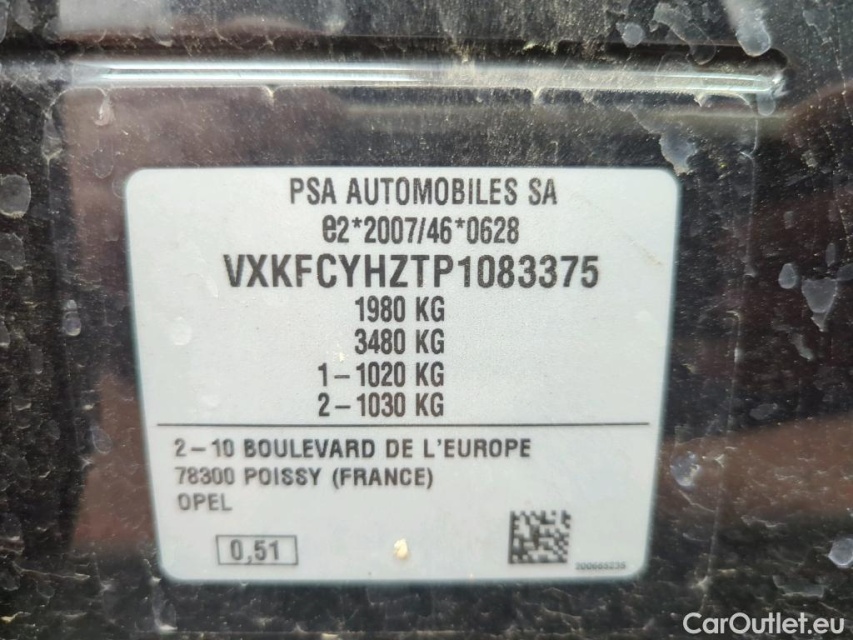 PSA AUTOMOBILES SA
e2*2007/46*0628
VXKFCYHZTP1083375
1980 KG
3480 KG
1-1020 KG
2-1030 KG
2-10 BOULEVARD DE L'EUROPE
78300 POISSY (FRANCE)
OPEL
0,51
CarOutlet.eu